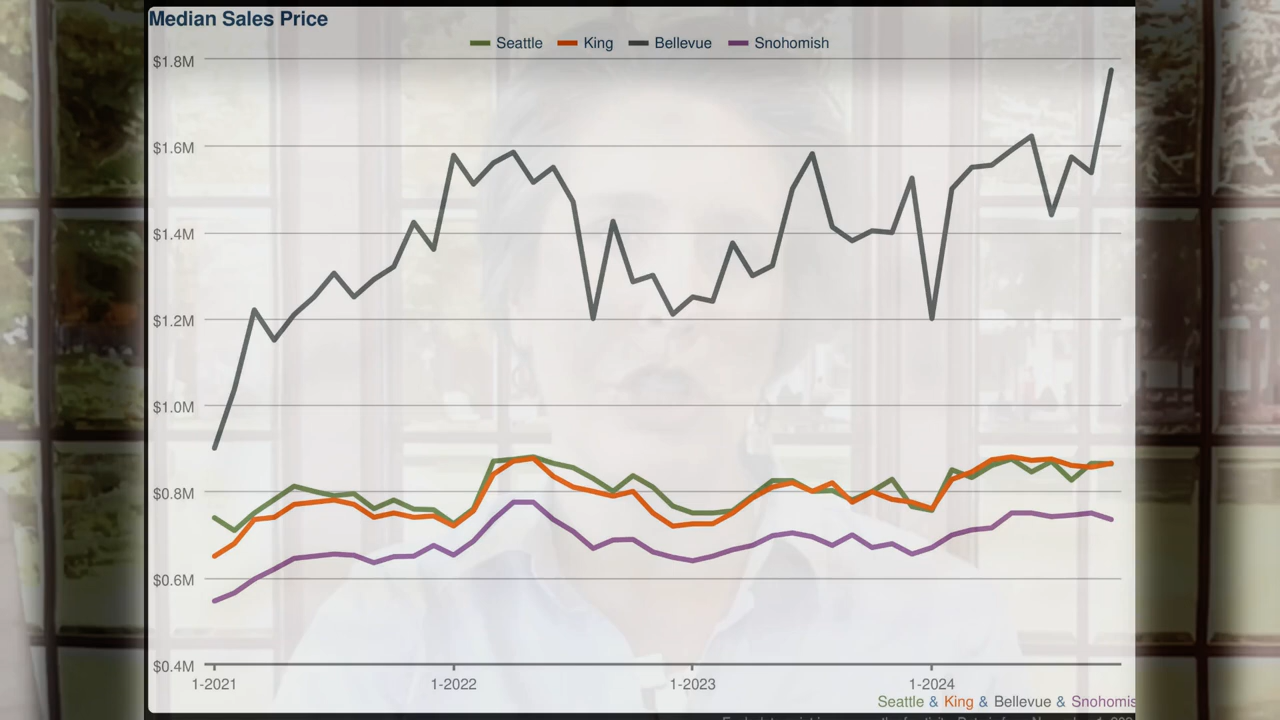 Median Sales Price
Seattle King Bellevue Snohomish
$1.8M
$1.6M
$1.4M
$1.2M
$1.0M
$0.8M
$0.6M
$0.4M
1-2021 1-2022 1-2023 1-2024
Seattle & King & Bellevue & Snohomis